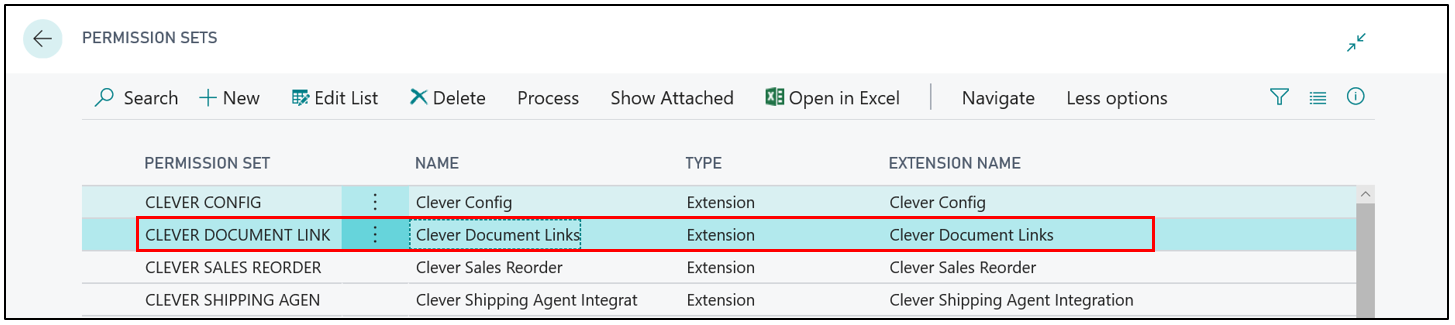 PERMISSION SETS
Search New Edit List Delete Process Show Attached Open in Excel Navigate Less options
PERMISSION SET NAME TYPE EXTENSION NAME
CLEVER CONFIG Clever Config Extension Clever Config
CLEVER DOCUMENT LINK Clever Document Links Extension Clever Document Links
CLEVER SALES REORDER Clever Sales Reorder Extension Clever Sales Reorder
CLEVER SHIPPING AGEN Clever Shipping Agent Integrat Extension Clever Shipping Agent Integration